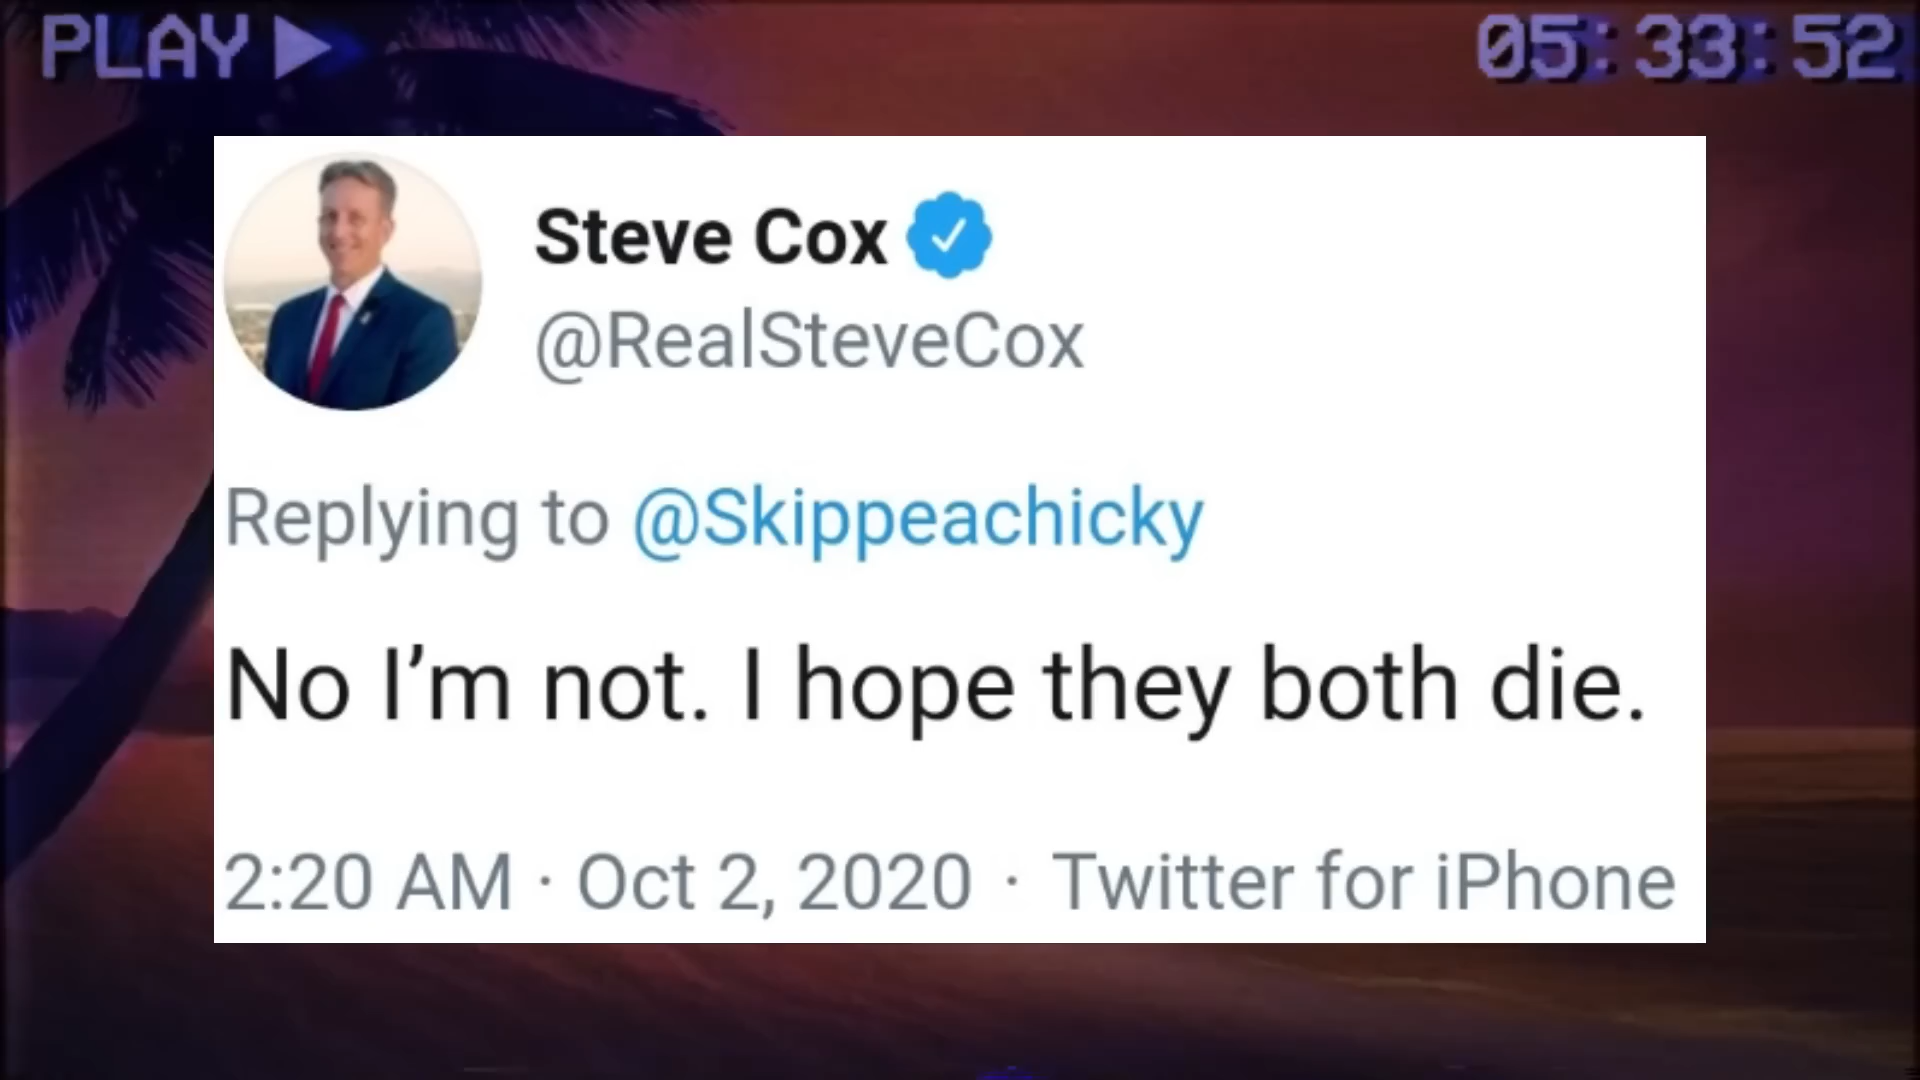 PLAY
05:33:52
Steve Cox
@RealSteveCox
Replying to @Skippeachicky
No I’m not. I hope they both die.
2:20 AM · Oct 2, 2020 · Twitter for iPhone